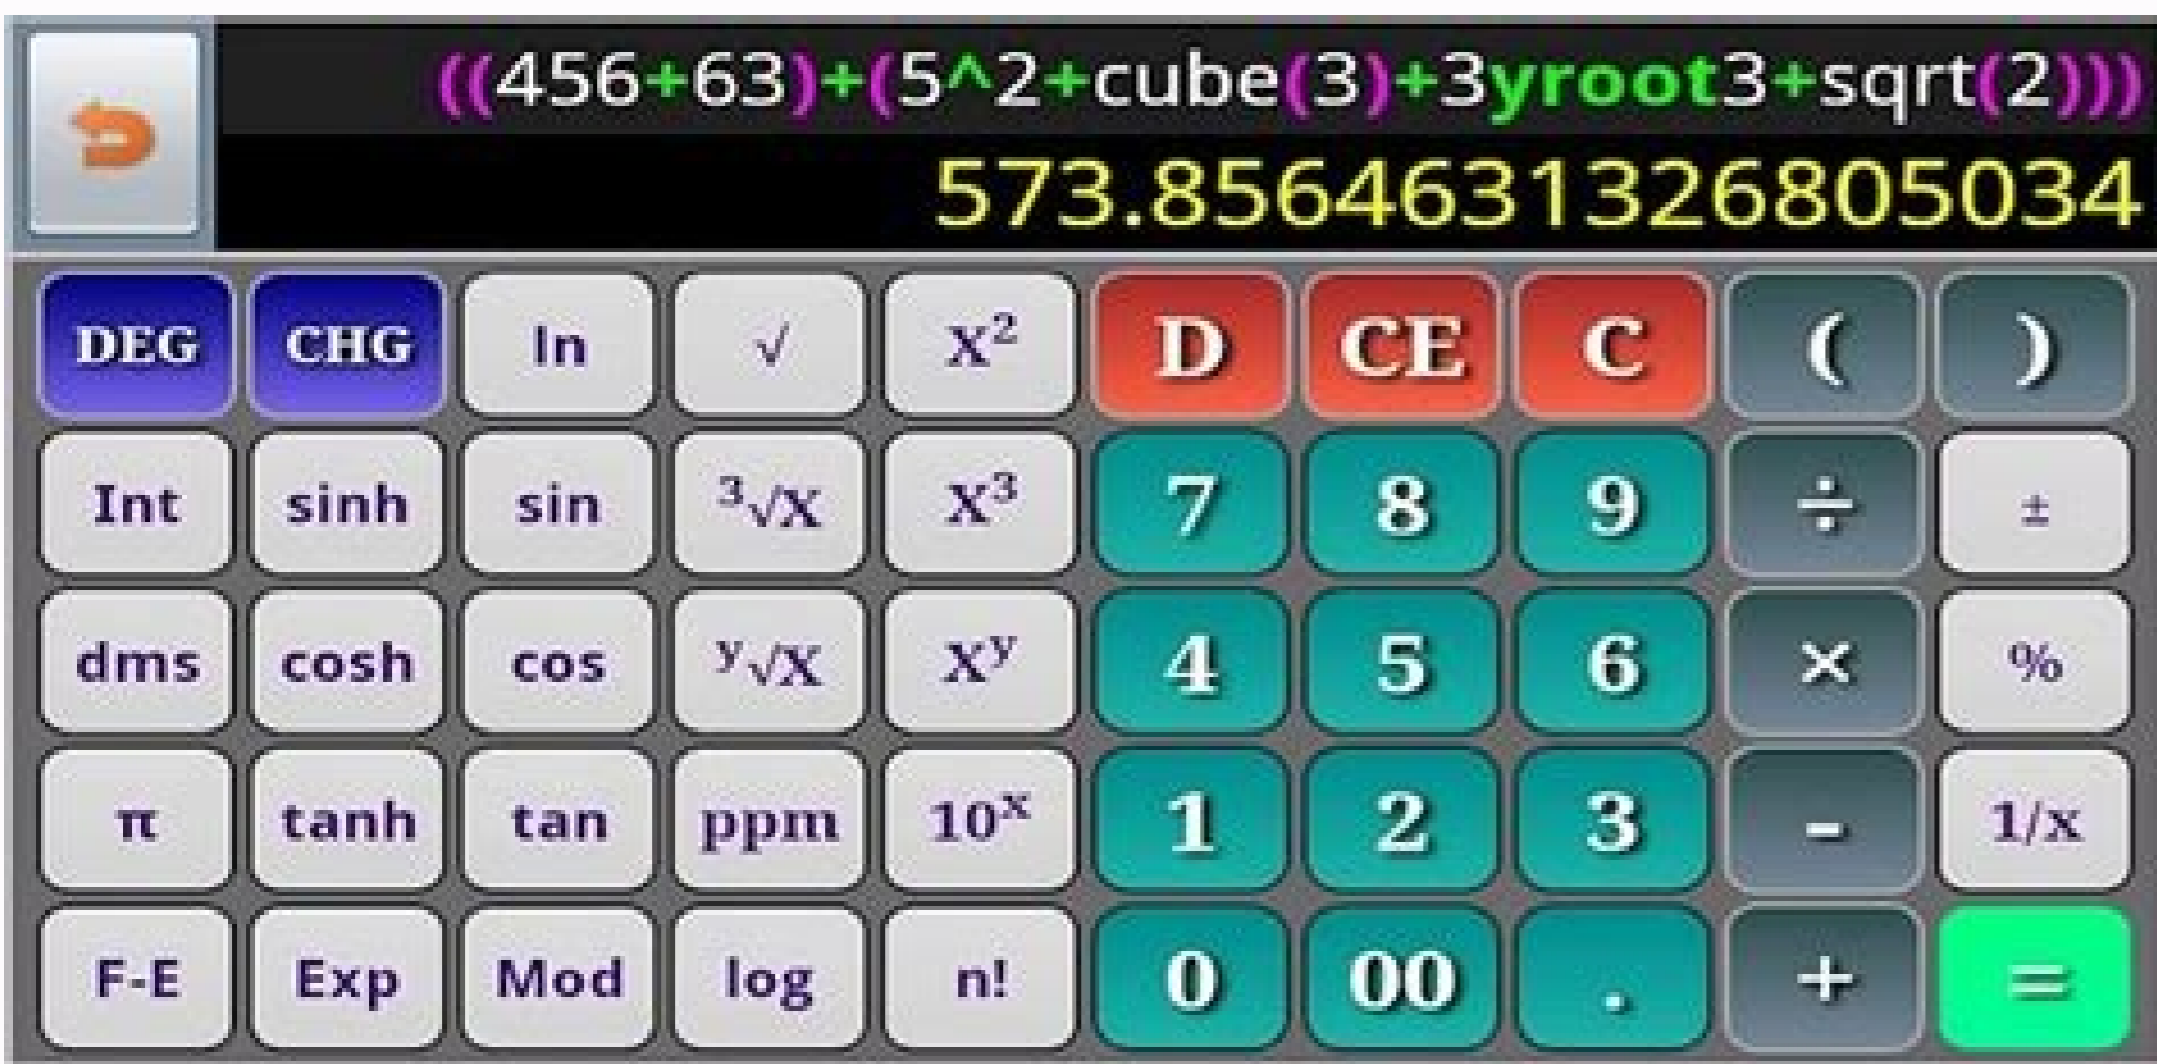 ((456+63)+(5^2+cube(3)+3yroot3+sqrt(2)))
573.8564631326805034
DEG CHG ln √ X² D CE C ( )
Int sinh sin ³√X X³ 7 8 9 ÷ ±
dms cosh cos ʸ√X Xʸ 4 5 6 × %
π tanh tan ppm 10ˣ 1 2 3 - 1/x
F-E Exp Mod log n! 0 00 . + =